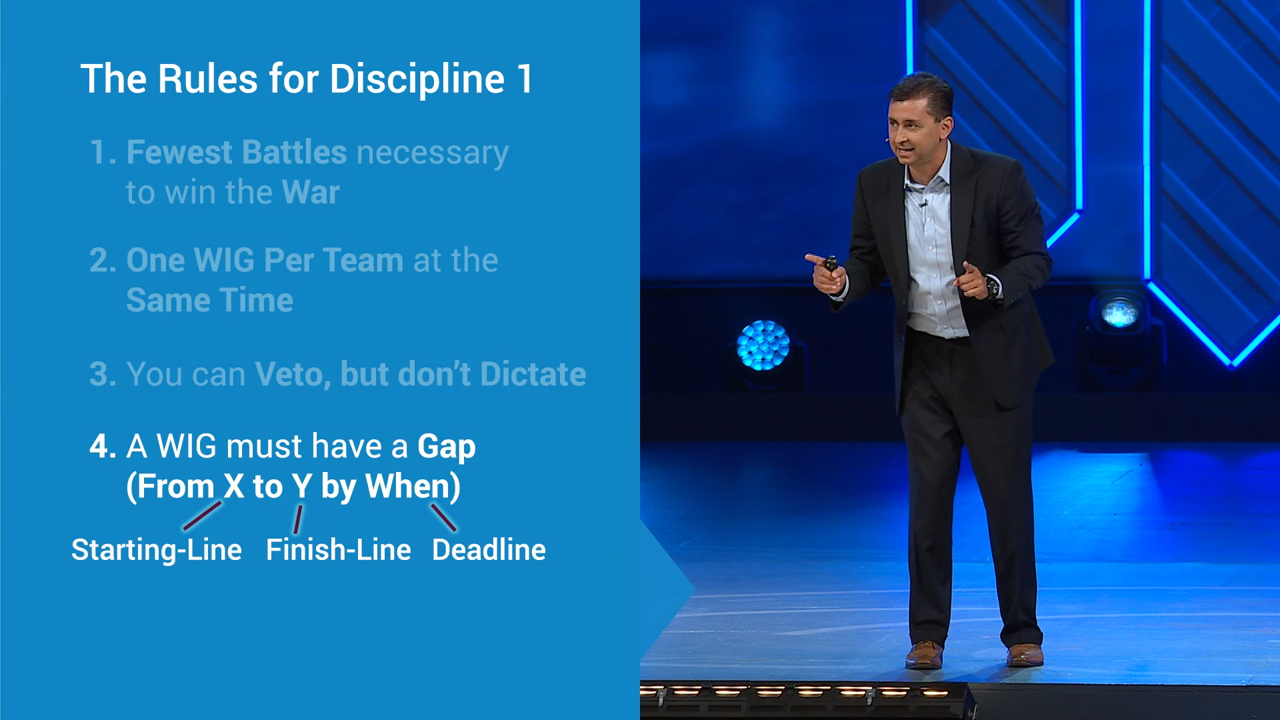 The Rules for Discipline 1
1. Fewest Battles necessary
to win the War
2. One WIG Per Team at the
Same Time
3. You can Veto, but don't Dictate
4. A WIG must have a Gap
(From X to Y by When)
Starting-Line Finish-Line Deadline